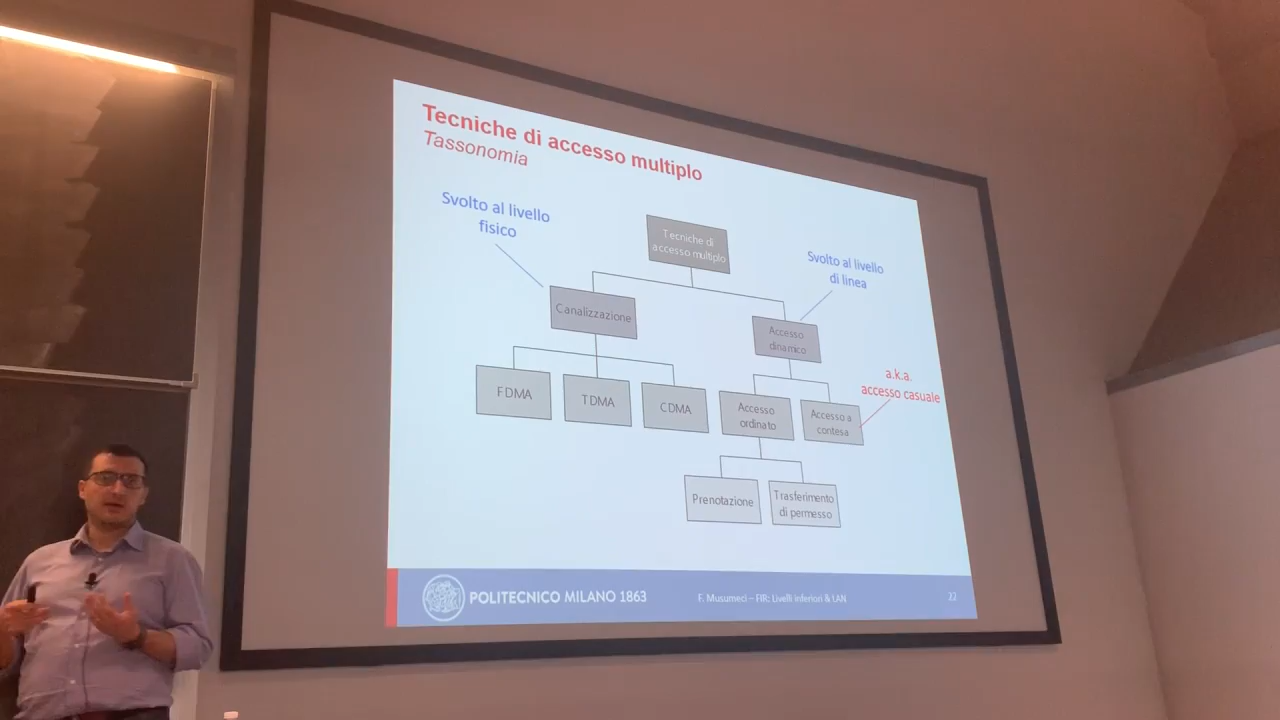 Tecniche di accesso multiplo
Tassonomia
Svolto al livello
fisico
Tecniche di
accesso multiplo
Svolto al livello
di linea
Canalizzazione
Accesso
dinamico
a.k.a.
accesso casuale
FDMA
TDMA
CDMA
Accesso
ordinato
Accesso a
contesa
Prenotazione
Trasferimento
di permesso
POLITECNICO MILANO 1863
F. Musumeci – FIR: Livelli inferiori & LAN
22